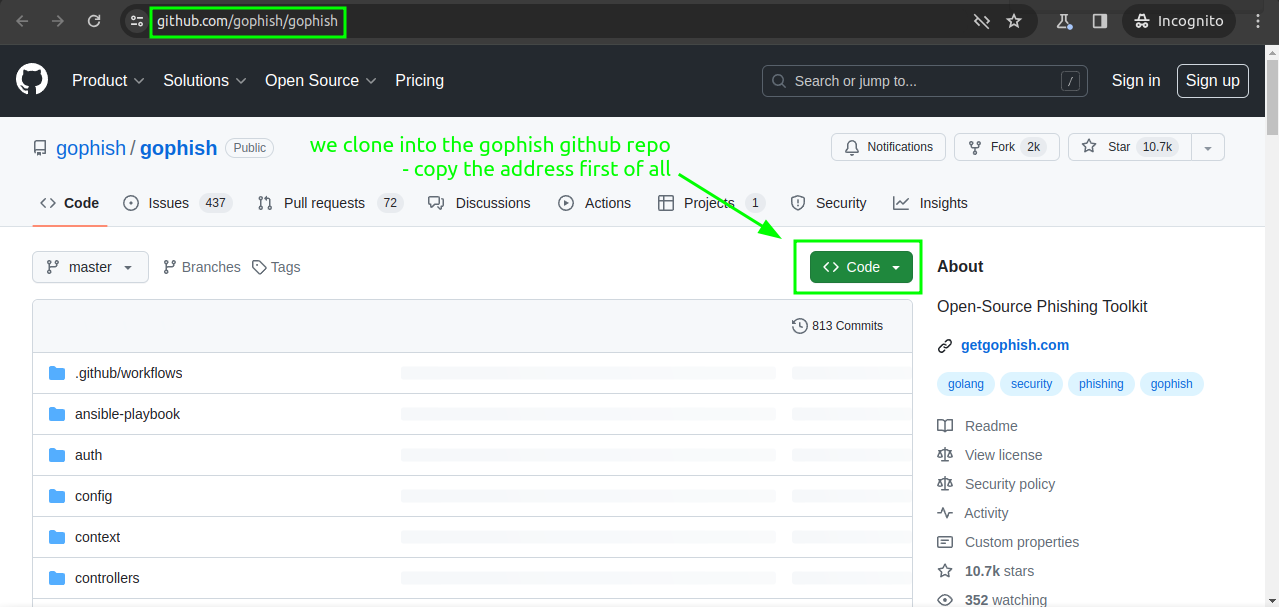 github.com/gophish/gophish
Incognito
Product Solutions Open Source Pricing
Search or jump to... /
Sign in Sign up
gophish / gophish Public
we clone into the gophish github repo
- copy the address first of all
Notifications Fork 2k Star 10.7k
Code Issues 437 Pull requests 72 Discussions Actions Projects 1 Security Insights
master Branches Tags
<> Code
About
Open-Source Phishing Toolkit
813 Commits
getgophish.com
.github/workflows
golang security phishing gophish
ansible-playbook
Readme
auth
View license
Security policy
config
Activity
context
Custom properties
controllers
10.7k stars
352 watching